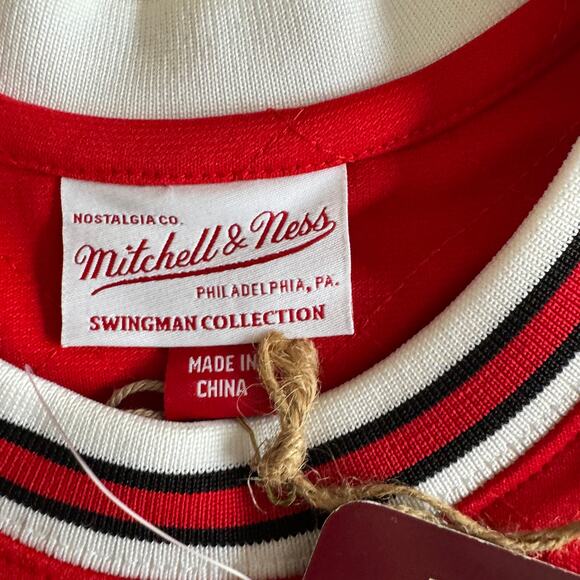 NOSTALGIA CO.
Mitchell & Ness
PHILADELPHIA, PA.
SWINGMAN COLLECTION
MADE IN
CHINA